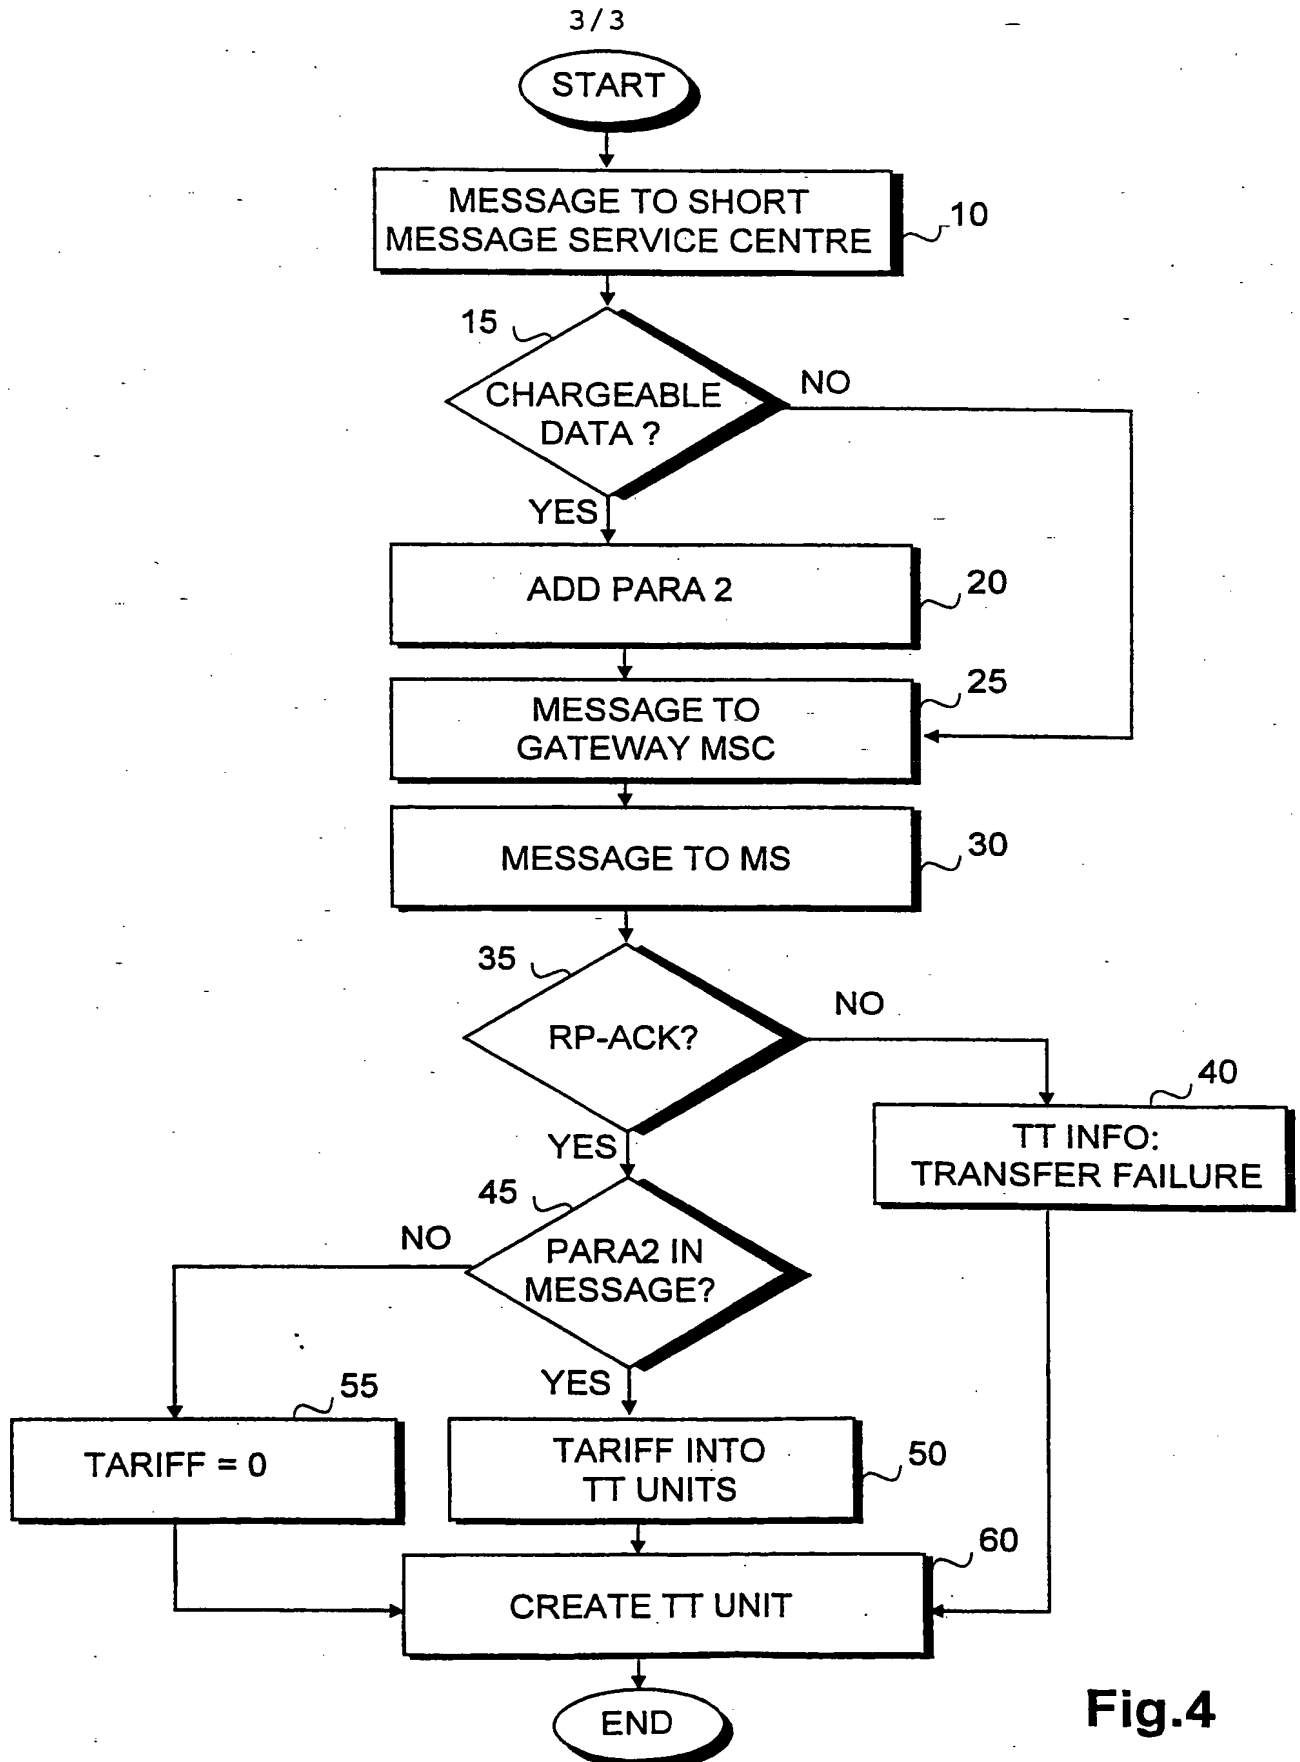 3/3
START
MESSAGE TO SHORT
MESSAGE SERVICE CENTRE
10
15
CHARGEABLE
DATA ?
NO
YES
ADD PARA 2
20
MESSAGE TO
GATEWAY MSC
25
MESSAGE TO MS
30
35
RP-ACK?
NO
YES
40
TT INFO:
TRANSFER FAILURE
45
PARA2 IN
MESSAGE?
NO
YES
55
TARIFF = 0
TARIFF INTO
TT UNITS
50
60
CREATE TT UNIT
END
Fig.4